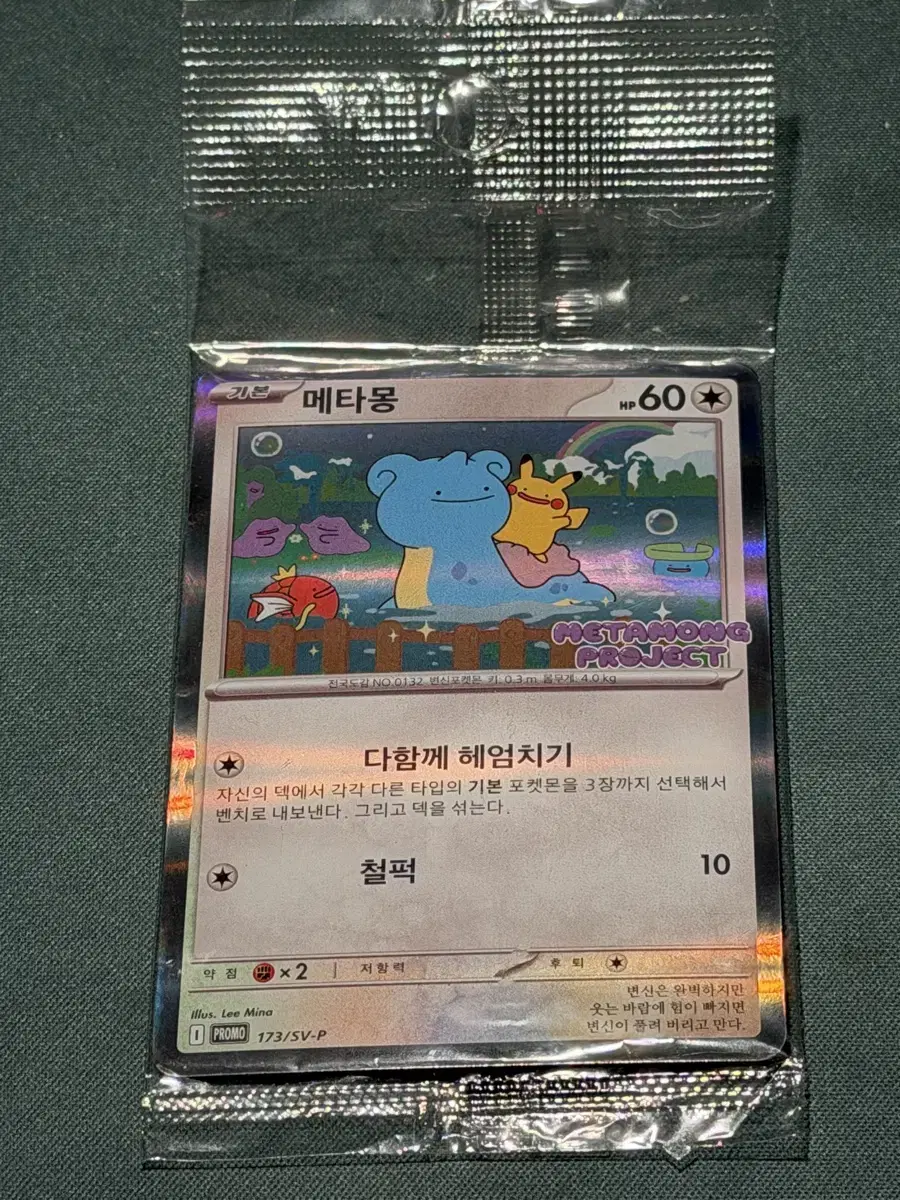 기본 메타몽 HP 60
METAMONG
PROJECT
전국도감 NO.0132 변신포켓몬 키: 0.3 m 몸무게: 4.0 kg
다함께 헤엄치기
자신의 덱에서 각각 다른 타입의 기본 포켓몬을 3장까지 선택해서
벤치로 내보낸다. 그리고 덱을 섞는다.
철퍽 10
약점 ×2 저항력 후퇴
변신은 완벽하지만
웃는 바람에 힘이 빠지면
변신이 풀려 버리고 만다.
Illus. Lee Mina
I PROMO 173/SV-P